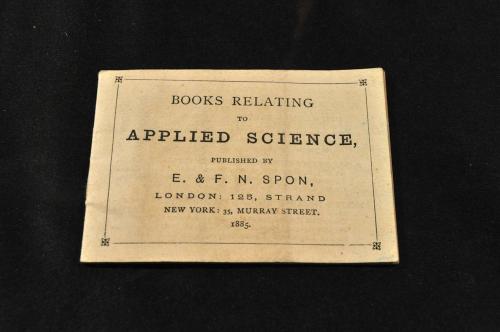 BOOKS RELATING
TO
APPLIED SCIENCE,
PUBLISHED BY
E. & F. N. SPON,
LONDON: 125, STRAND
NEW YORK: 35, MURRAY STREET.
1885.